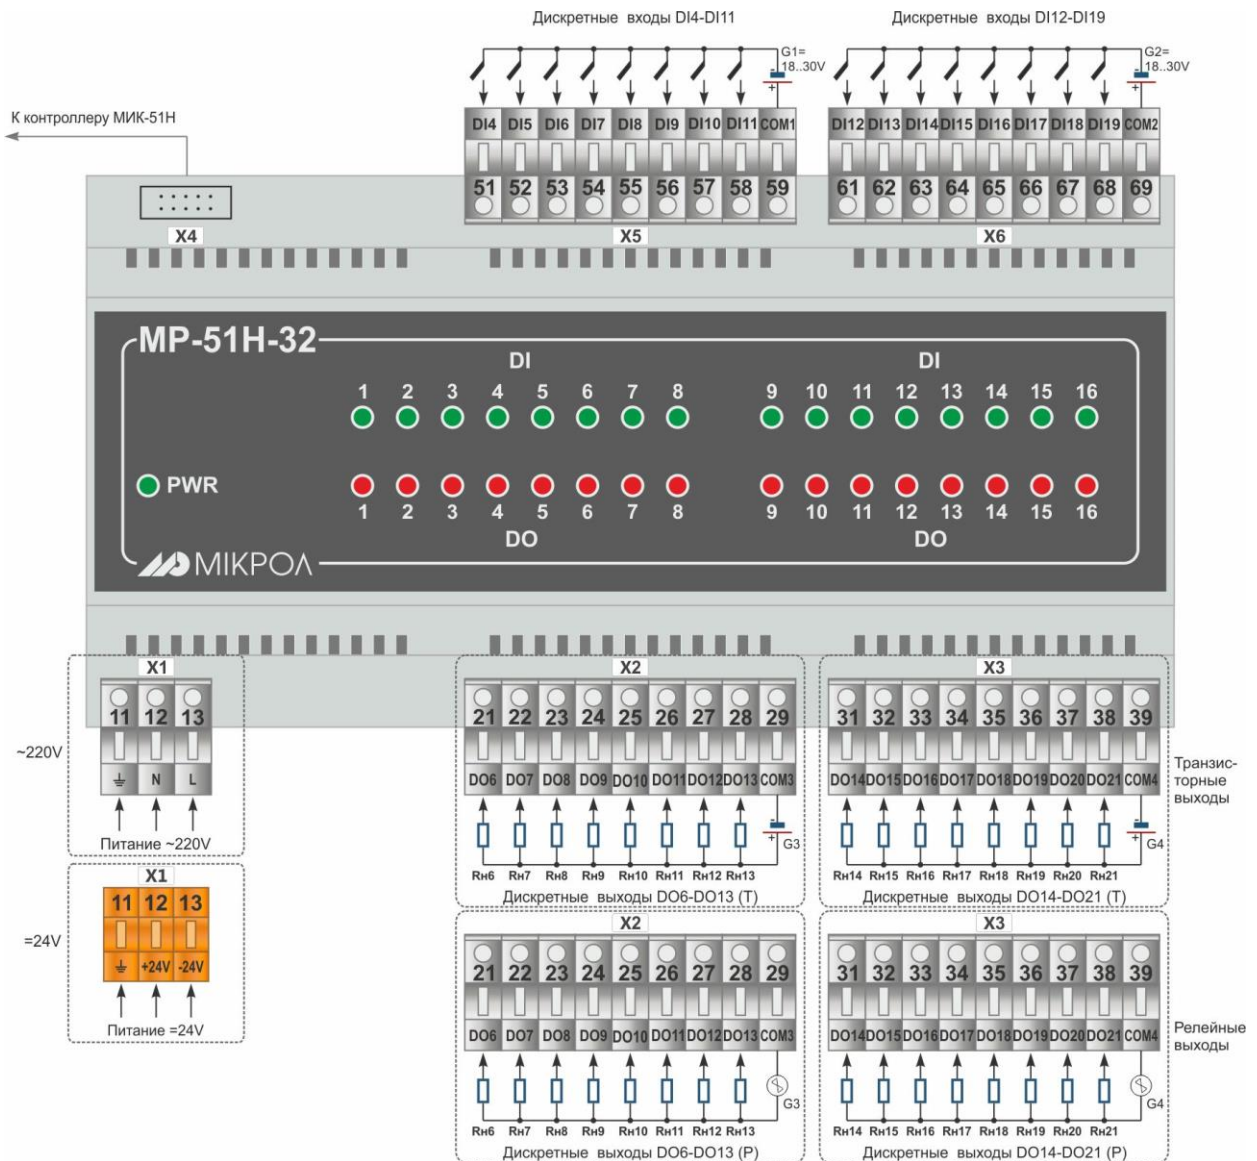 Дискретные входы DI4-DI11
Дискретные входы DI12-DI19
G1=
18..30V
-
+
G2=
18..30V
-
+
К контроллеру МИК-51Н
DI4 DI5 DI6 DI7 DI8 DI9 DI10 DI11 COM1
DI12 DI13 DI14 DI15 DI16 DI17 DI18 DI19 COM2
51 52 53 54 55 56 57 58 59
61 62 63 64 65 66 67 68 69
X4
X5
X6
МР-51Н-32
DI
DI
1 2 3 4 5 6 7 8
9 10 11 12 13 14 15 16
PWR
1 2 3 4 5 6 7 8
9 10 11 12 13 14 15 16
DO
DO
МІКРОЛ
X1
X2
X3
11 12 13
21 22 23 24 25 26 27 28 29
31 32 33 34 35 36 37 38 39
~220V
N L
DO6 DO7 DO8 DO9 DO10 DO11 DO12 DO13 COM3
DO14 DO15 DO16 DO17 DO18 DO19 DO20 DO21 COM4
Транзис-
торные
выходы
Питание ~220V
-
+
G3
-
+
G4
Rн6 Rн7 Rн8 Rн9 Rн10 Rн11 Rн12 Rн13
Rн14 Rн15 Rн16 Rн17 Rн18 Rн19 Rн20 Rн21
Дискретные выходы DO6-DO13 (Т)
Дискретные выходы DO14-DO21 (Т)
X1
X2
X3
11 12 13
=24V
+24V -24V
Питание =24V
21 22 23 24 25 26 27 28 29
31 32 33 34 35 36 37 38 39
DO6 DO7 DO8 DO9 DO10 DO11 DO12 DO13 COM3
DO14 DO15 DO16 DO17 DO18 DO19 DO20 DO21 COM4
Релейные
выходы
G3
G4
Rн6 Rн7 Rн8 Rн9 Rн10 Rн11 Rн12 Rн13
Rн14 Rн15 Rн16 Rн17 Rн18 Rн19 Rн20 Rн21
Дискретные выходы DO6-DO13 (Р)
Дискретные выходы DO14-DO21 (Р)